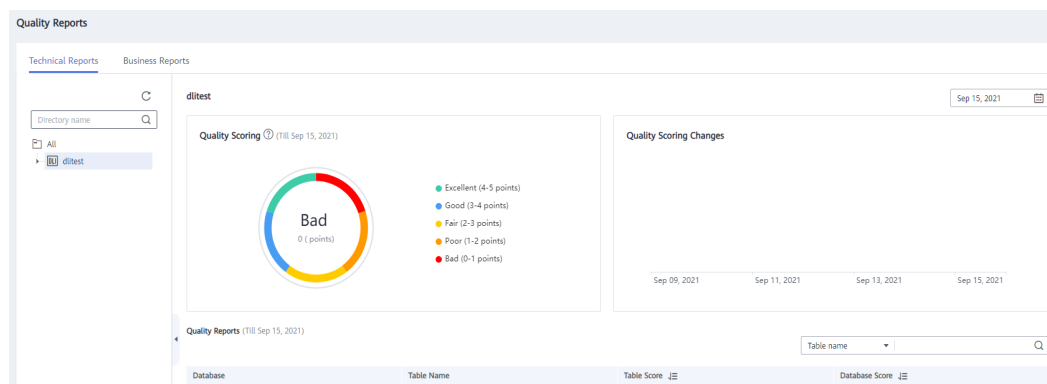 Quality Reports
Technical Reports Business Reports
Directory name
All
DLI dlitest
dlitest
Sep 15, 2021
Quality Scoring ? (Till Sep 15, 2021)
Bad
0 ( points)
Excellent (4-5 points)
Good (3-4 points)
Fair (2-3 points)
Poor (1-2 points)
Bad (0-1 points)
Quality Scoring Changes
Sep 09, 2021 Sep 11, 2021 Sep 13, 2021 Sep 15, 2021
Quality Reports (Till Sep 15, 2021)
Table name
Database Table Name Table Score Database Score